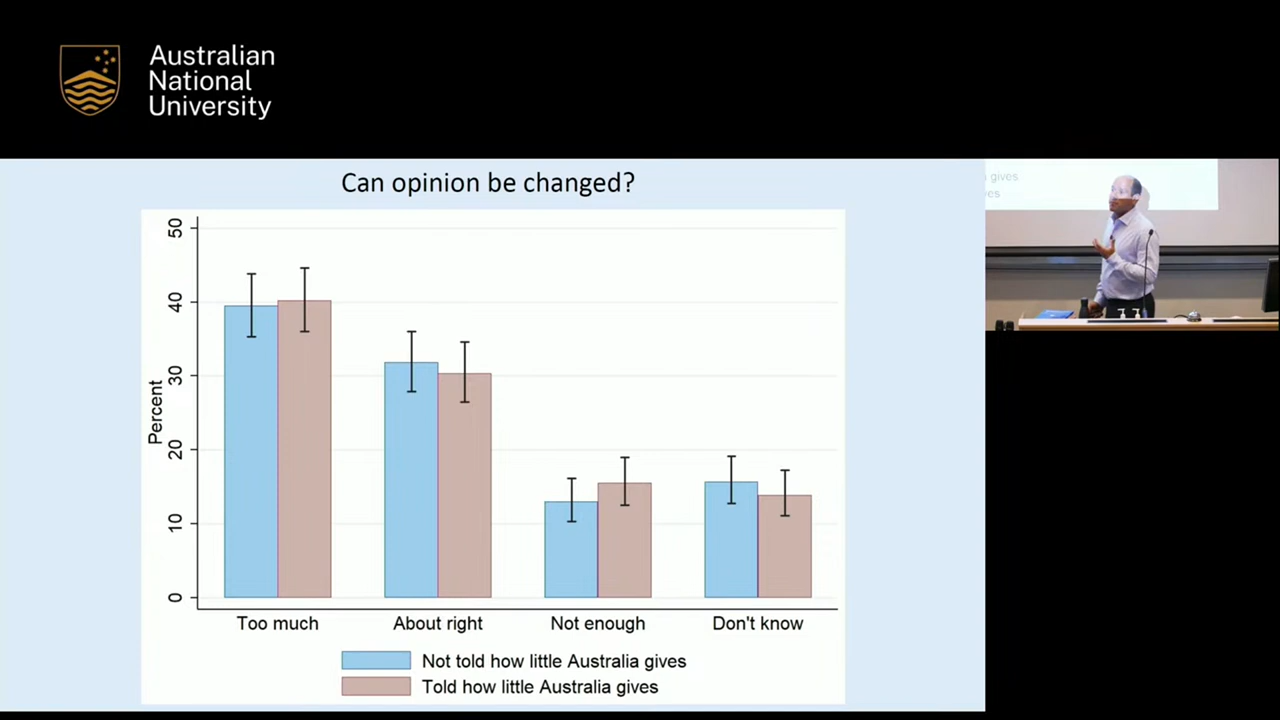 Australian
National
University
Can opinion be changed?
50
40
30
20
10
0
Percent
Too much
About right
Not enough
Don't know
Not told how little Australia gives
Told how little Australia gives
gives